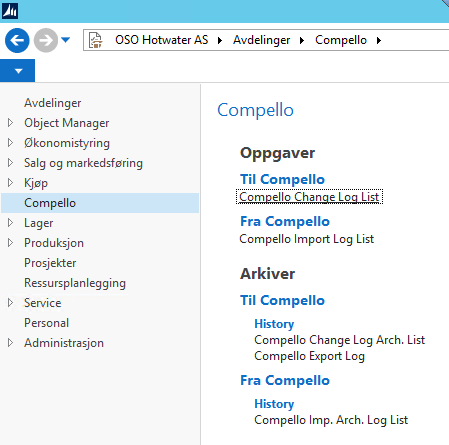 OSO Hotwater AS Avdelinger Compello
Avdelinger
Object Manager
Økonomistyring
Salg og markedsføring
Kjøp
Compello
Lager
Produksjon
Prosjekter
Ressursplanlegging
Service
Personal
Administrasjon
Compello
Oppgaver
Til Compello
Compello Change Log List
Fra Compello
Compello Import Log List
Arkiver
Til Compello
History
Compello Change Log Arch. List
Compello Export Log
Fra Compello
History
Compello Imp. Arch. Log List